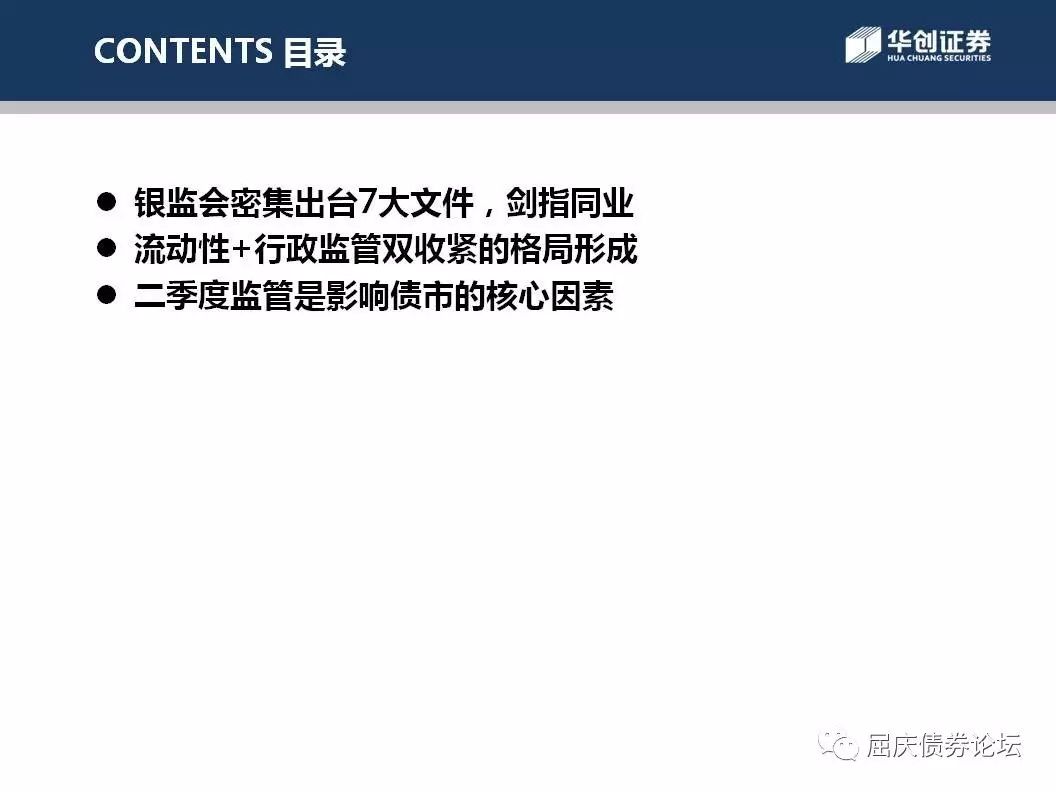 CONTENTS 目录
华创证券
HUA CHUANG SECURITIES
● 银监会密集出台7大文件，剑指同业
● 流动性+行政监管双收紧的格局形成
● 二季度监管是影响债市的核心因素
屈庆债券论坛